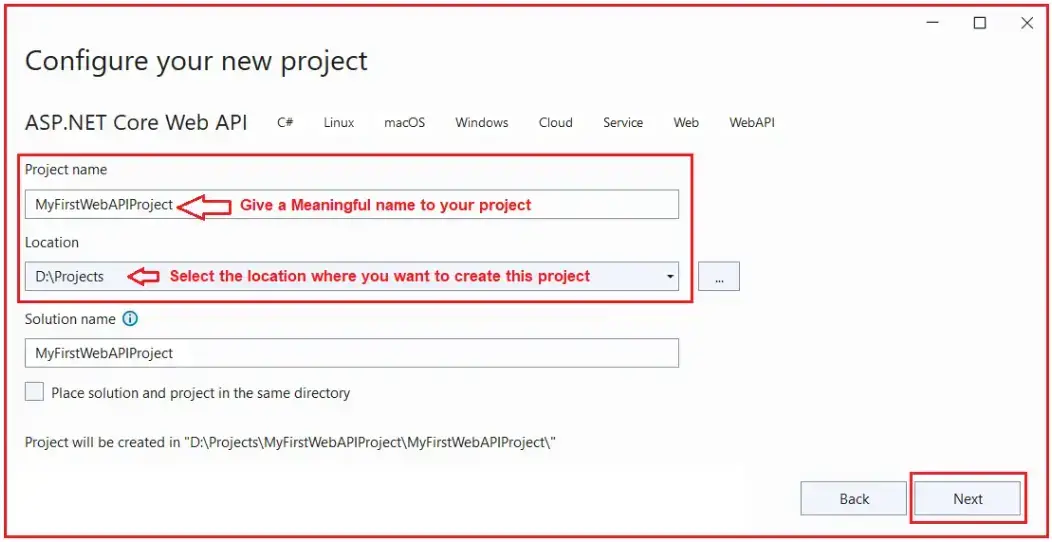 Configure your new project
ASP.NET Core Web API C# Linux macOS Windows Cloud Service Web WebAPI
Project name
MyFirstWebAPIProject Give a Meaningful name to your project
Location
D:\Projects Select the location where you want to create this project ...
Solution name
MyFirstWebAPIProject
Place solution and project in the same directory
Project will be created in "D:\Projects\MyFirstWebAPIProject\MyFirstWebAPIProject\"
Back Next